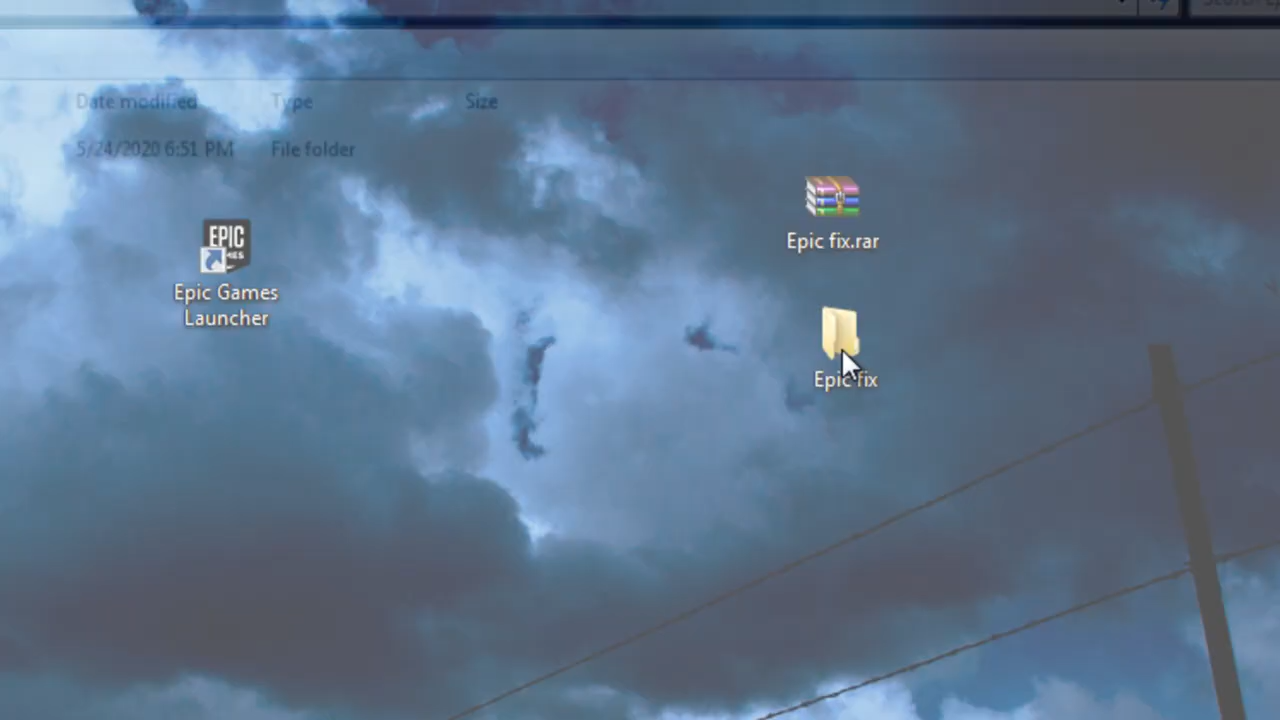 Date modified Type Size
5/24/2020 6:51 PM File folder
EPIC
Epic Games
Launcher
Epic fix.rar
Epic fix